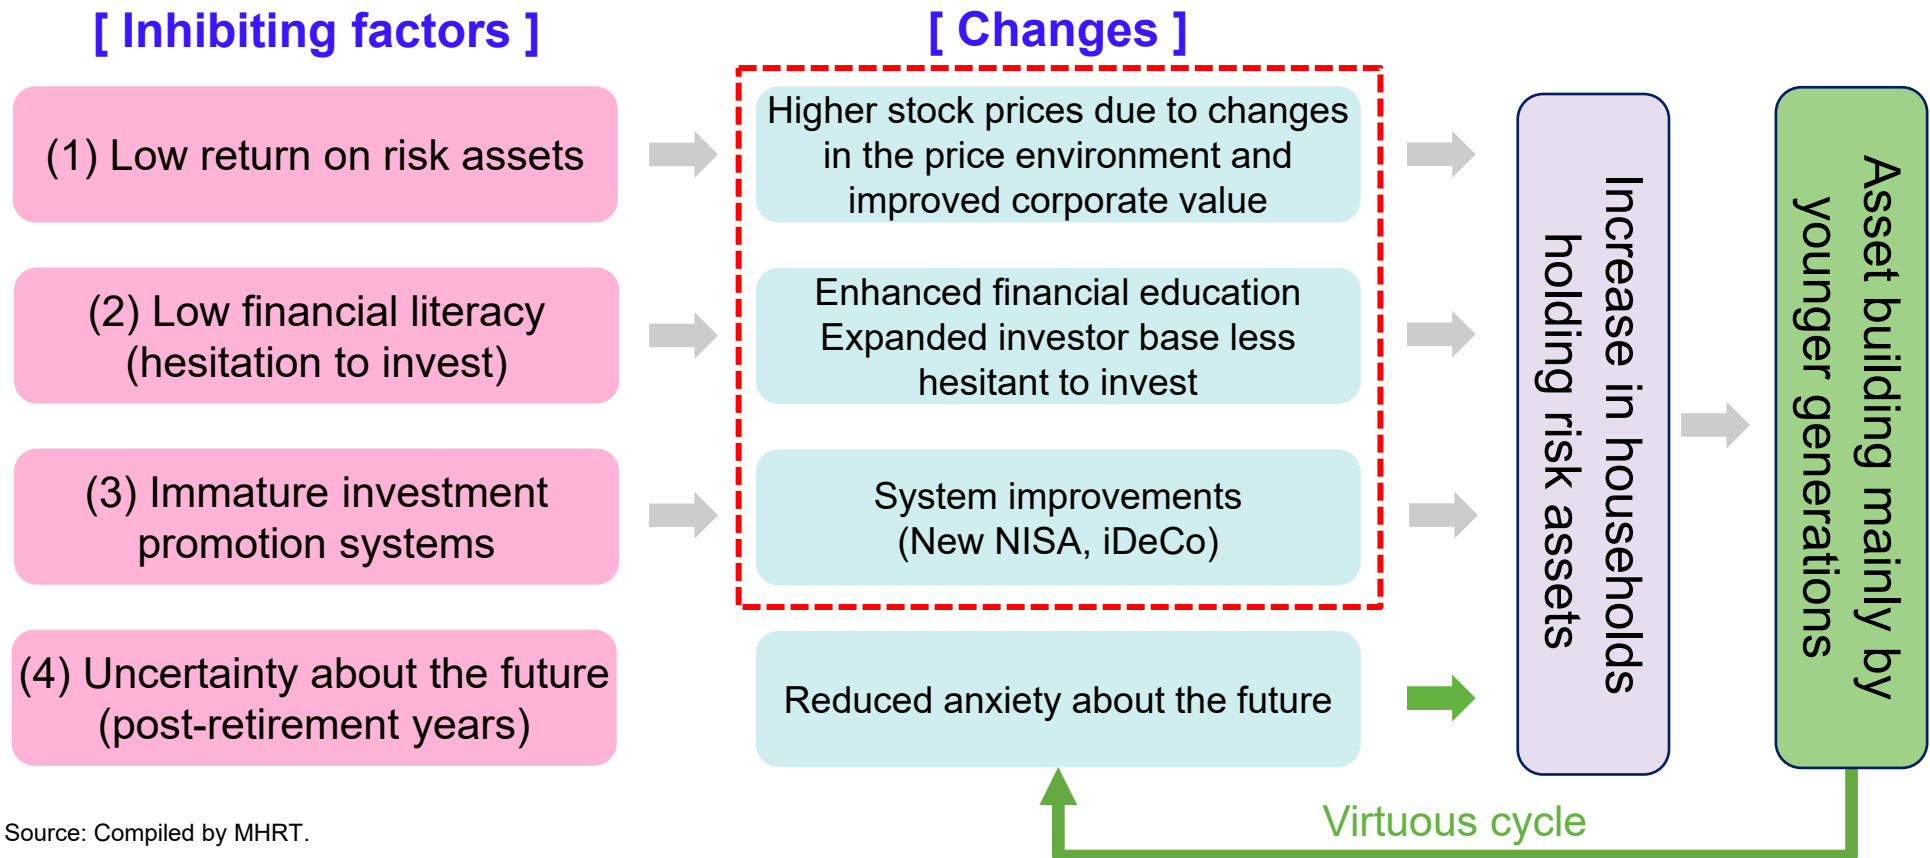 [ Inhibiting factors ]
[ Changes ]
(1) Low return on risk assets
Higher stock prices due to changes
in the price environment and
improved corporate value
(2) Low financial literacy
(hesitation to invest)
Enhanced financial education
Expanded investor base less
hesitant to invest
(3) Immature investment
promotion systems
System improvements
(New NISA, iDeCo)
(4) Uncertainty about the future
(post-retirement years)
Reduced anxiety about the future
Increase in households
holding risk assets
Asset building mainly by
younger generations
Virtuous cycle
Source: Compiled by MHRT.